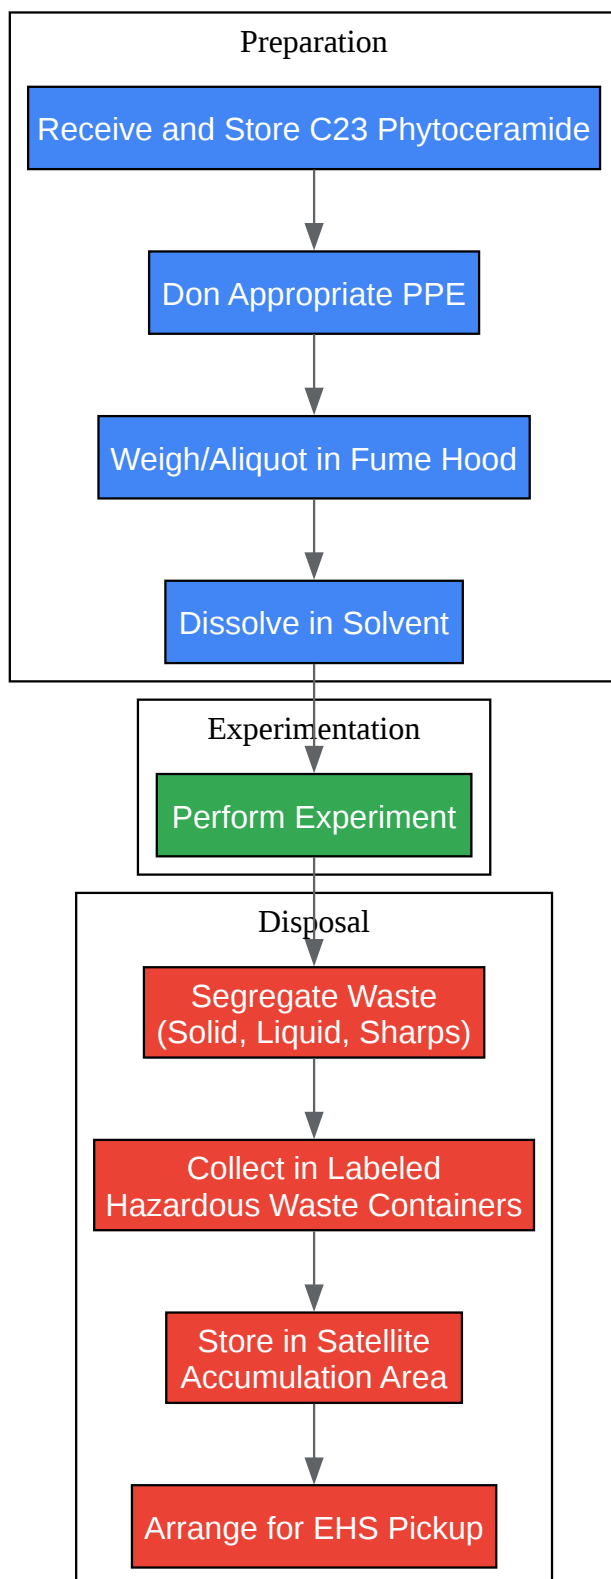 Preparation
Receive and Store C23 Phytoceramide
Don Appropriate PPE
Weigh/Aliquot in Fume Hood
Dissolve in Solvent
Experimentation
Perform Experiment
Disposal
Segregate Waste
(Solid, Liquid, Sharps)
Collect in Labeled
Hazardous Waste Containers
Store in Satellite
Accumulation Area
Arrange for EHS Pickup